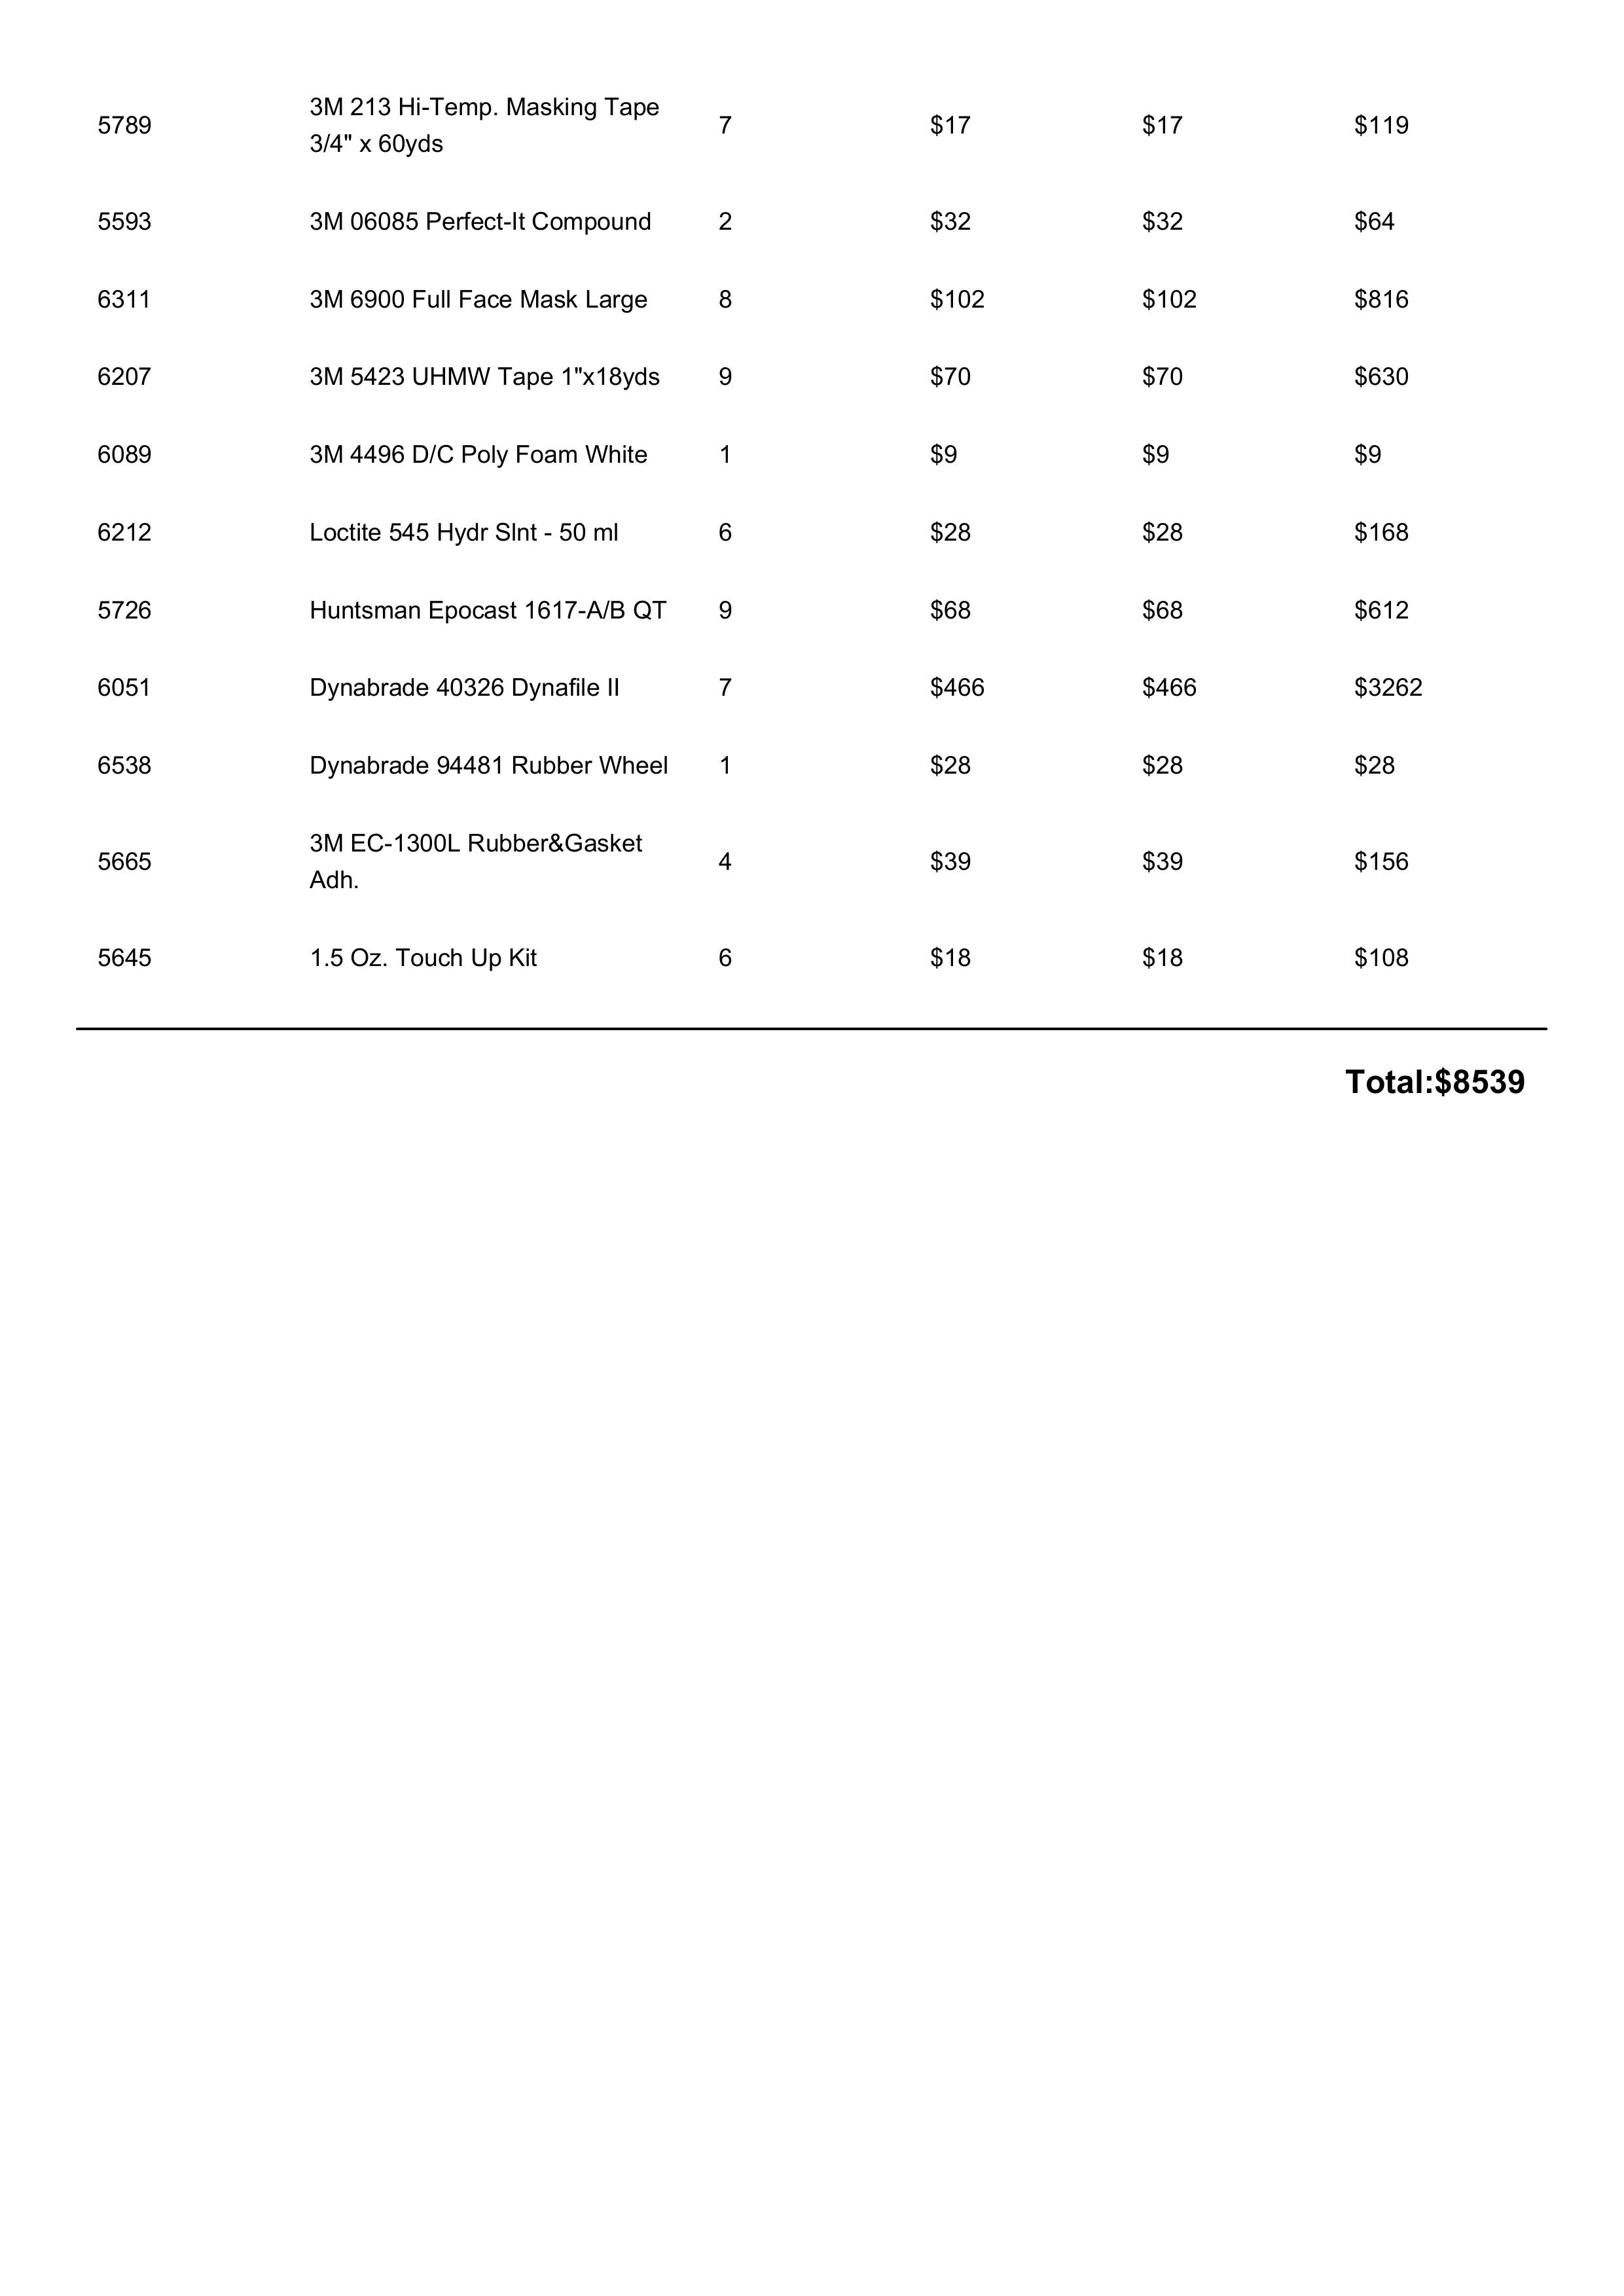 5789 3M 213 Hi-Temp. Masking Tape 3/4" x 60yds 7 $17 $17 $119
5593 3M 06085 Perfect-It Compound 2 $32 $32 $64
6311 3M 6900 Full Face Mask Large 8 $102 $102 $816
6207 3M 5423 UHMW Tape 1"x18yds 9 $70 $70 $630
6089 3M 4496 D/C Poly Foam White 1 $9 $9 $9
6212 Loctite 545 Hydr Slnt - 50 ml 6 $28 $28 $168
5726 Huntsman Epocast 1617-A/B QT 9 $68 $68 $612
6051 Dynabrade 40326 Dynafile II 7 $466 $466 $3262
6538 Dynabrade 94481 Rubber Wheel 1 $28 $28 $28
5665 3M EC-1300L Rubber&Gasket Adh. 4 $39 $39 $156
5645 1.5 Oz. Touch Up Kit 6 $18 $18 $108
Total:$8539